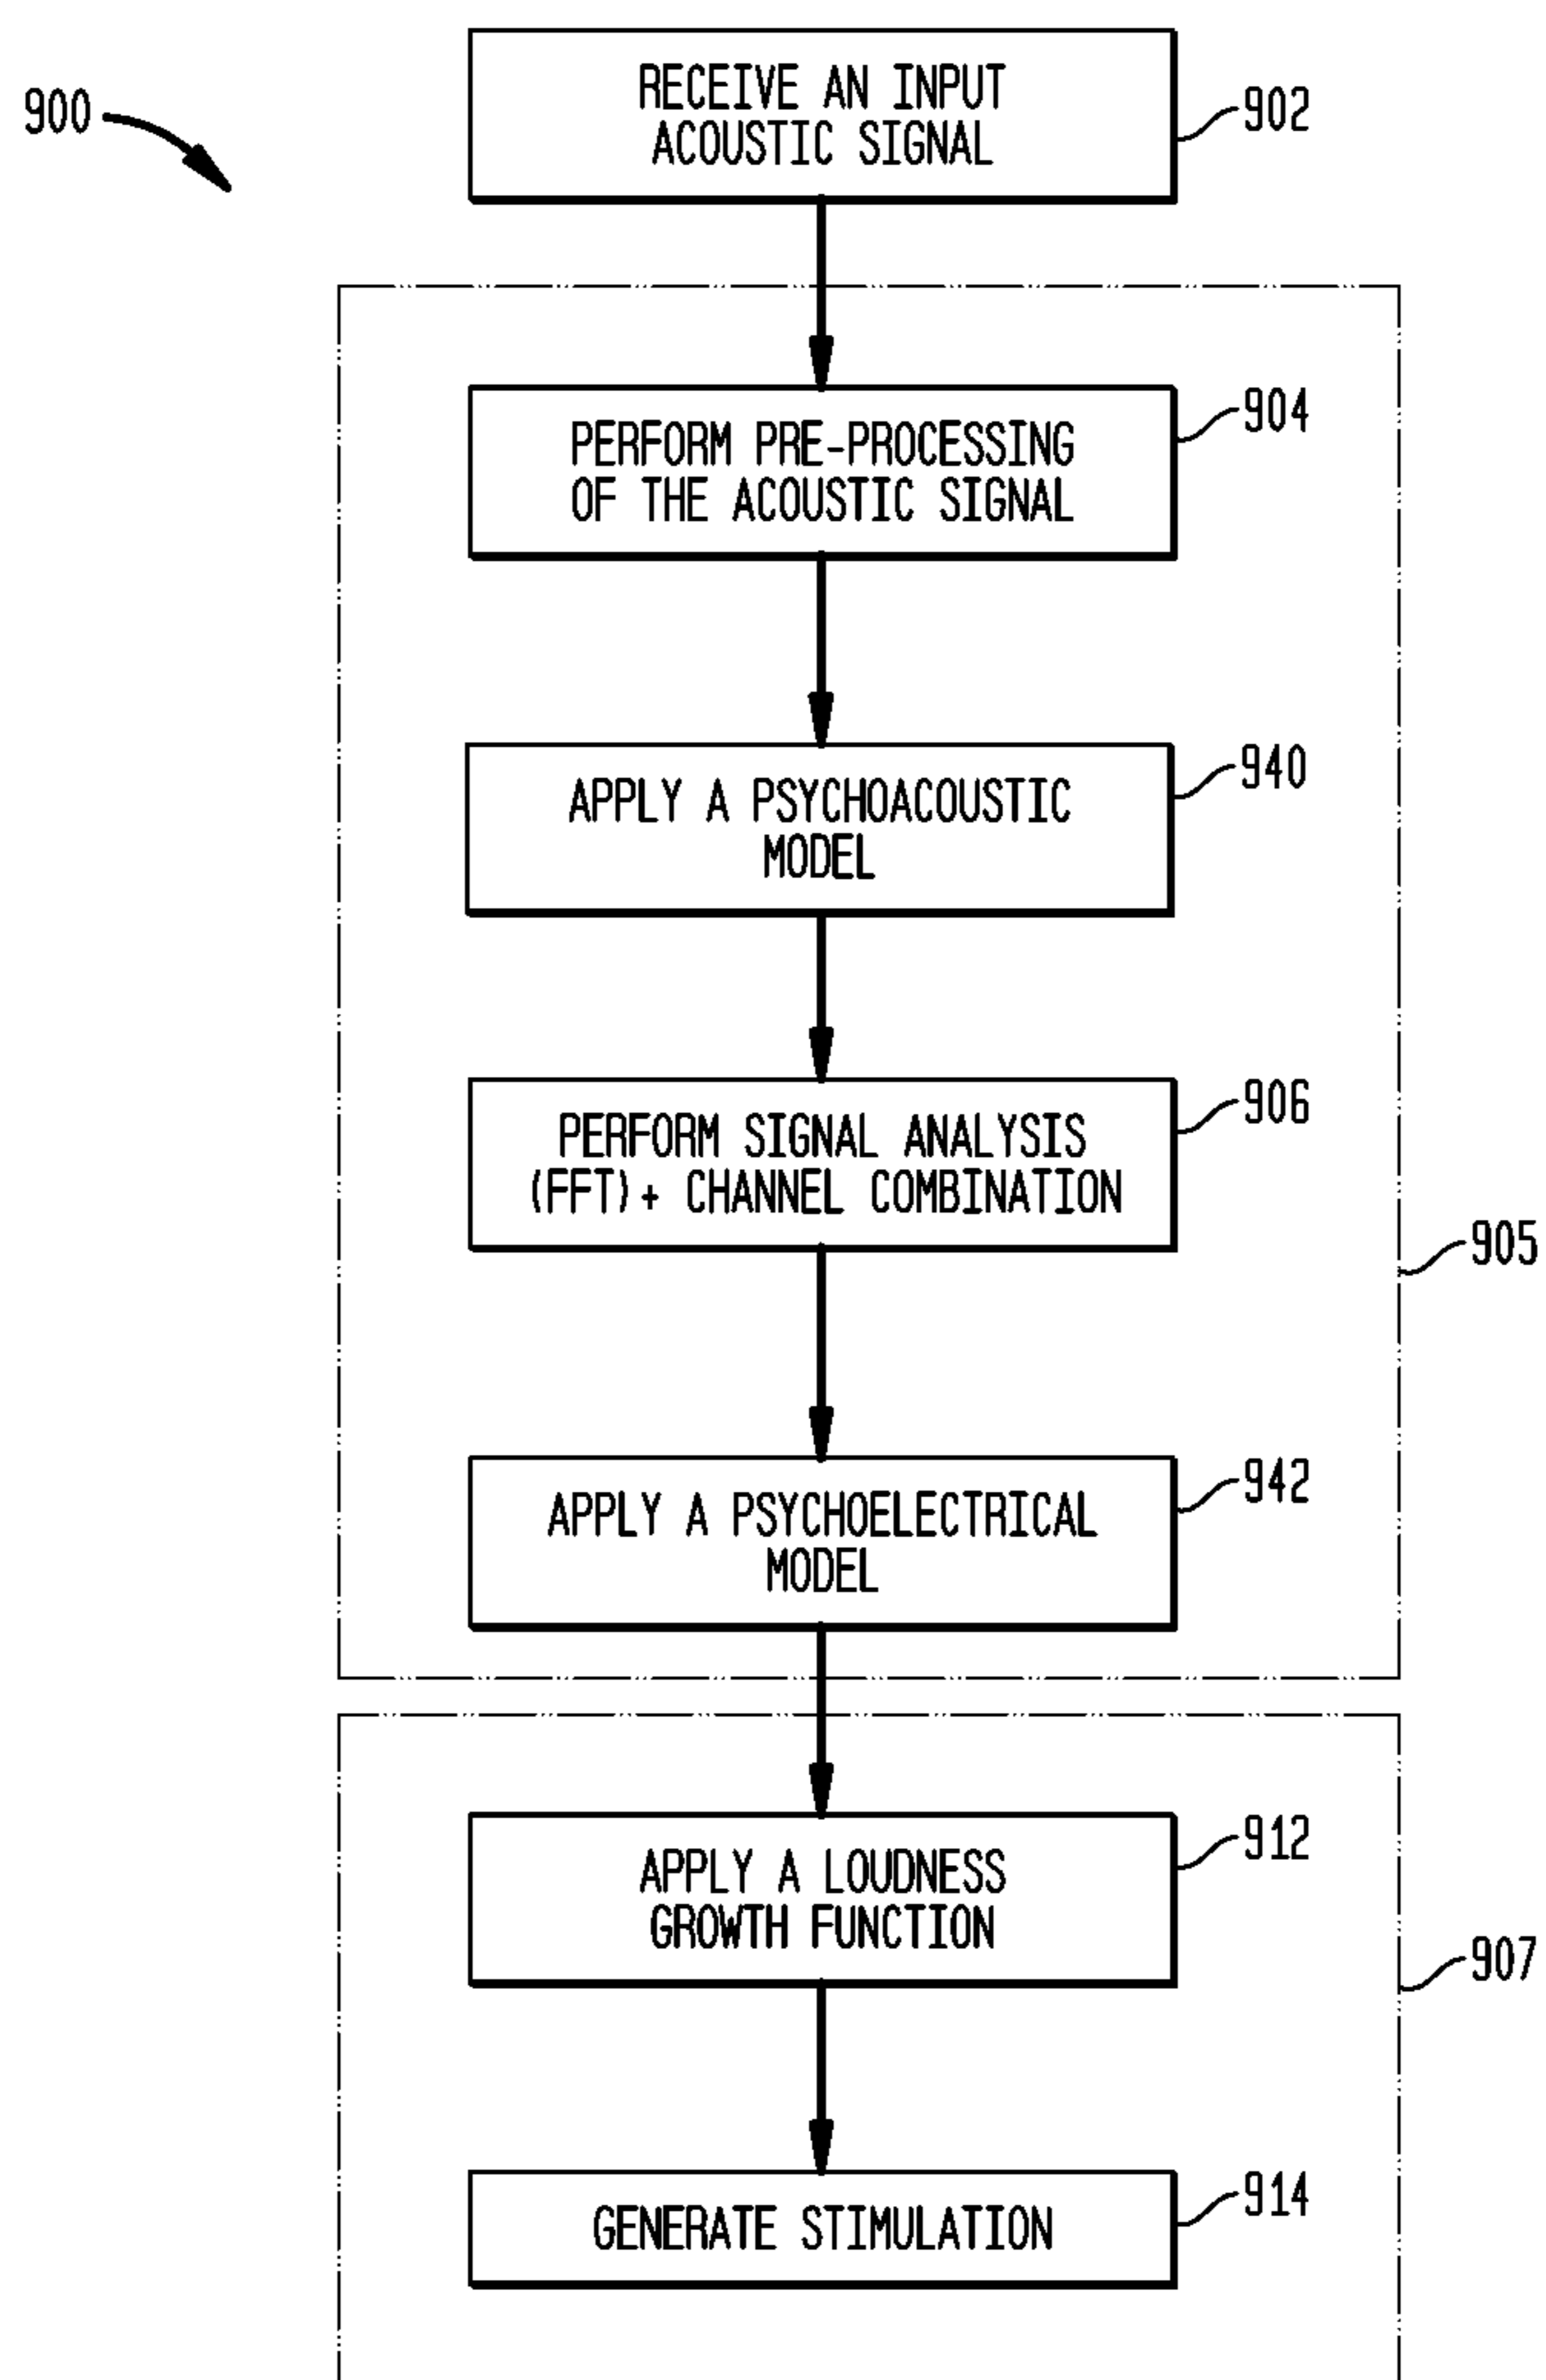 900
RECEIVE AN INPUT
ACOUSTIC SIGNAL
902
PERFORM PRE-PROCESSING
OF THE ACOUSTIC SIGNAL
904
APPLY A PSYCHOACOUSTIC
MODEL
940
PERFORM SIGNAL ANALYSIS
(FFT)+ CHANNEL COMBINATION
906
905
APPLY A PSYCHOELECTRICAL
MODEL
942
APPLY A LOUDNESS
GROWTH FUNCTION
912
907
GENERATE STIMULATION
914